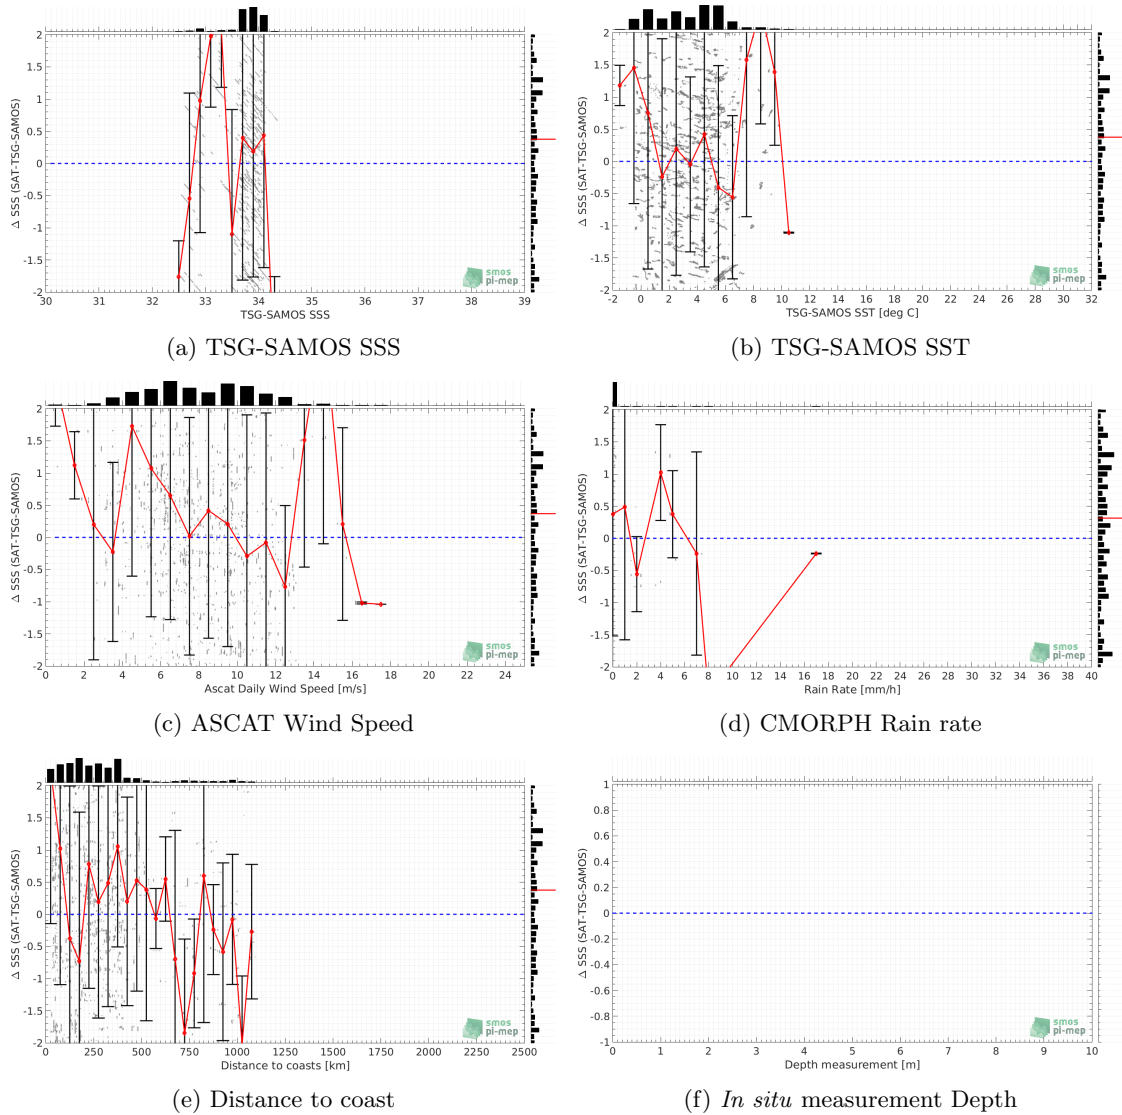 2
1.5
1
0.5
0
-0.5
-1
-1.5
-2
Δ SSS (SAT-TSG-SAMOS)
30 31 32 33 34 35 36 37 38 39
TSG-SAMOS SSS
smos
pi-mep
(a) TSG-SAMOS SSS
2
1.5
1
0.5
0
-0.5
-1
-1.5
-2
Δ SSS (SAT-TSG-SAMOS)
-2 0 2 4 6 8 10 12 14 16 18 20 22 24 26 28 30 32
TSG-SAMOS SST [deg C]
smos
pi-mep
(b) TSG-SAMOS SST
2
1.5
1
0.5
0
-0.5
-1
-1.5
-2
Δ SSS (SAT-TSG-SAMOS)
0 2 4 6 8 10 12 14 16 18 20 22 24
Ascat Daily Wind Speed [m/s]
smos
pi-mep
(c) ASCAT Wind Speed
2
1.5
1
0.5
0
-0.5
-1
-1.5
-2
Δ SSS (SAT-TSG-SAMOS)
0 2 4 6 8 10 12 14 16 18 20 22 24 26 28 30 32 34 36 38 40
Rain Rate [mm/h]
smos
pi-mep
(d) CMORPH Rain rate
2
1.5
1
0.5
0
-0.5
-1
-1.5
-2
Δ SSS (SAT-TSG-SAMOS)
0 250 500 750 1000 1250 1500 1750 2000 2250 2500
Distance to coasts [km]
smos
pi-mep
(e) Distance to coast
1
0.8
0.6
0.4
0.2
0
-0.2
-0.4
-0.6
-0.8
-1
Δ SSS (SAT-TSG-SAMOS)
0 1 2 3 4 5 6 7 8 9 10
Depth measurement [m]
smos
pi-mep
(f) In situ measurement Depth